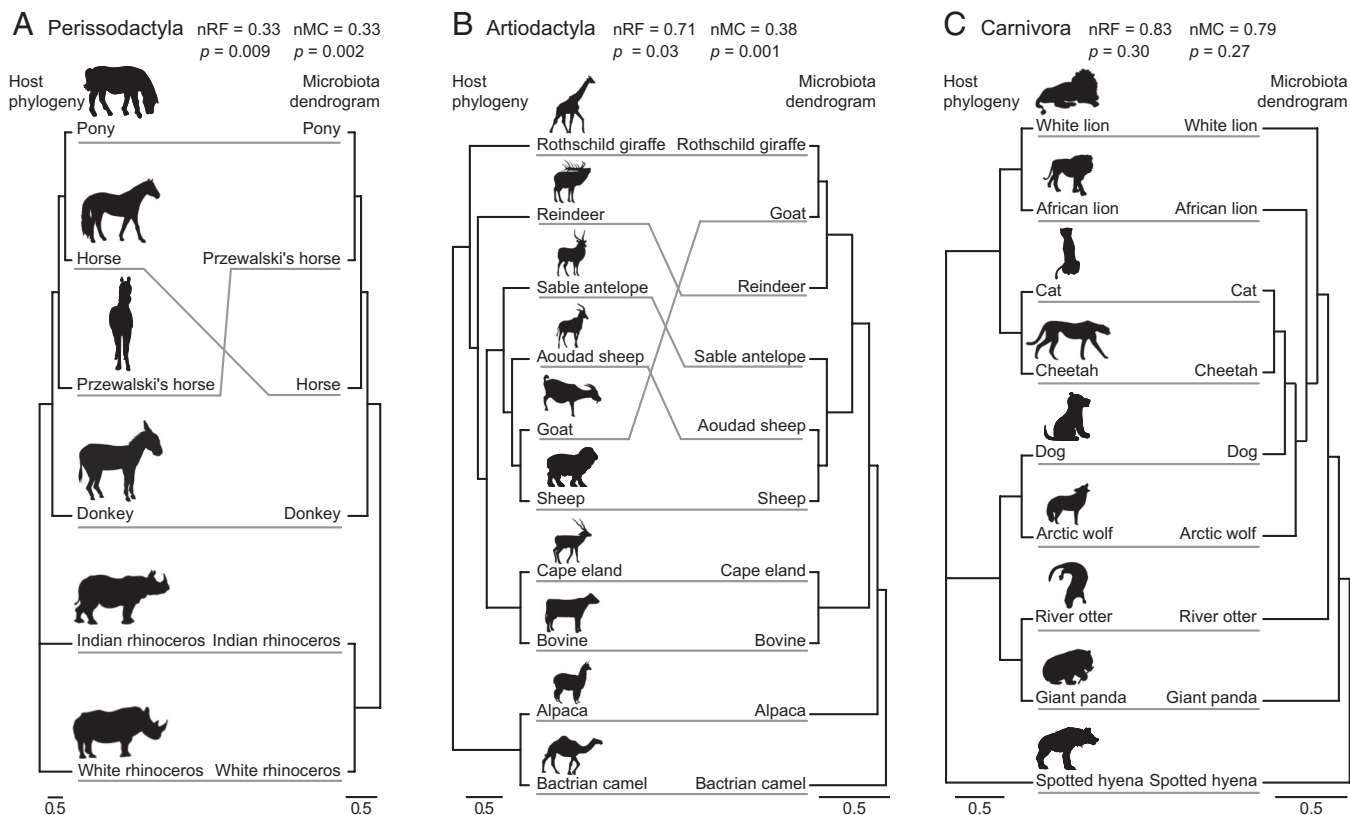 A Perissodactyla nRF = 0.33 nMC = 0.33
p = 0.009 p = 0.002
Host phylogeny
Microbiota dendrogram
Pony Pony
Horse Przewalski's horse
Przewalski's horse Horse
Donkey Donkey
Indian rhinoceros Indian rhinoceros
White rhinoceros White rhinoceros
0.5 0.5
B Artiodactyla nRF = 0.71 nMC = 0.38
p = 0.03 p = 0.001
Host phylogeny
Microbiota dendrogram
Rothschild giraffe Rothschild giraffe
Reindeer Goat
Sable antelope Reindeer
Aoudad sheep Sable antelope
Goat Aoudad sheep
Sheep Sheep
Cape eland Cape eland
Bovine Bovine
Alpaca Alpaca
Bactrian camel Bactrian camel
0.5 0.5
C Carnivora nRF = 0.83 nMC = 0.79
p = 0.30 p = 0.27
Host phylogeny
Microbiota dendrogram
White lion White lion
African lion African lion
Cat Cat
Cheetah Cheetah
Dog Dog
Arctic wolf Arctic wolf
River otter River otter
Giant panda Giant panda
Spotted hyena Spotted hyena
0.5 0.5